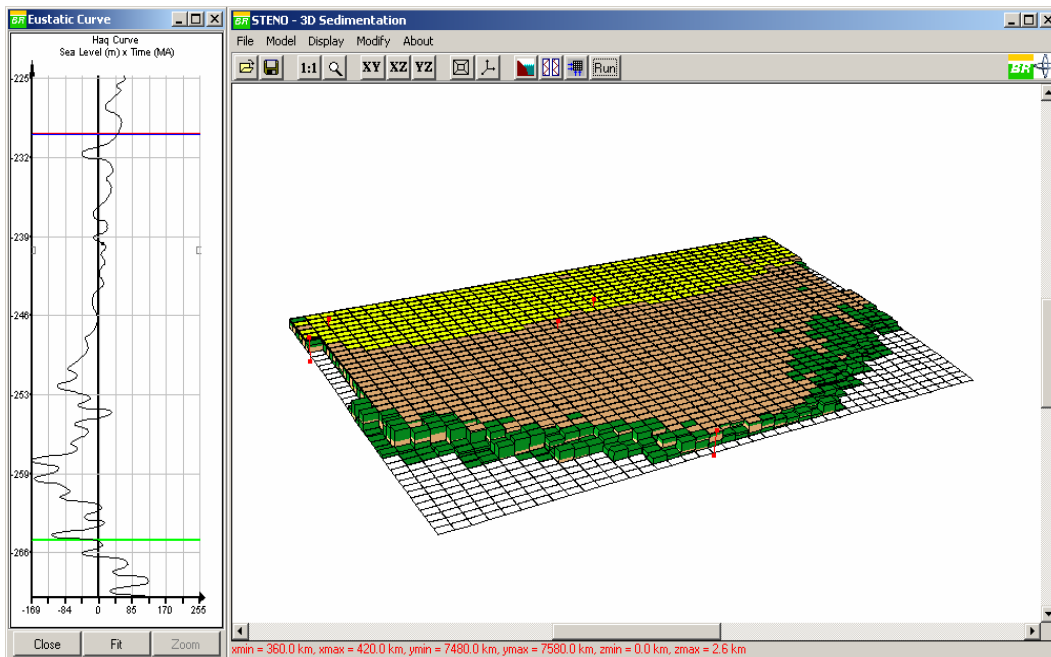 BR Eustatic Curve
Haq Curve
Sea Level (m) x Time (MA)
-225
-232
-239
-246
-253
-259
-266
-169 -84 0 85 170 255
Close Fit Zoom
BR STENO - 3D Sedimentation
File Model Display Modify About
1:1 XY XZ YZ Run
BR
xmin = 360.0 km, xmax = 420.0 km, ymin = 7480.0 km, ymax = 7580.0 km, zmin = 0.0 km, zmax = 2.6 km